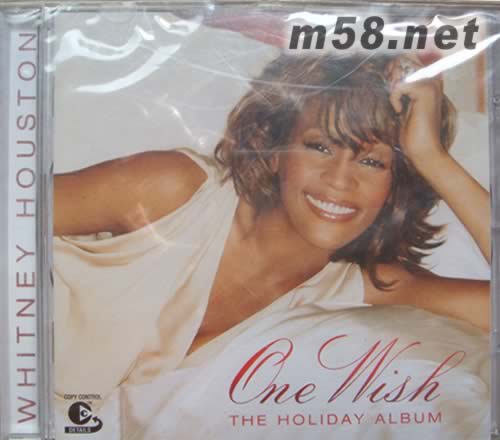 m58.net
WHITNEY HOUSTON
One Wish
THE HOLIDAY ALBUM
COPY CONTROL
DETAILS